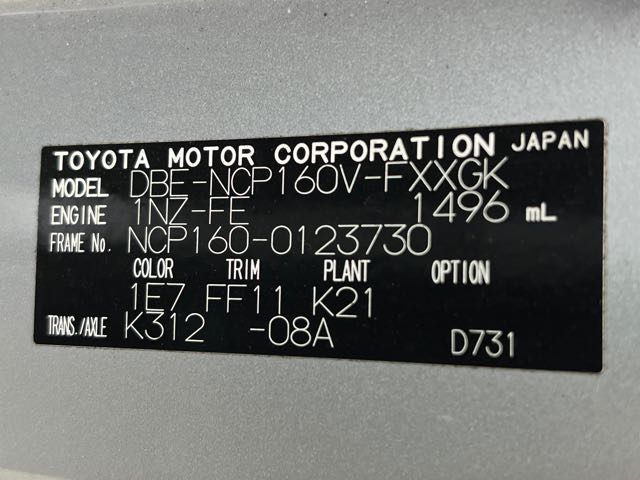 TOYOTA MOTOR CORPORATION JAPAN
MODEL DBE-NCP160V-FXXGK
ENGINE 1NZ-FE 1496 mL
FRAME No. NCP160-0123730
COLOR TRIM PLANT OPTION
1E7 FF11 K21
TRANS./AXLE K312 -08A D731